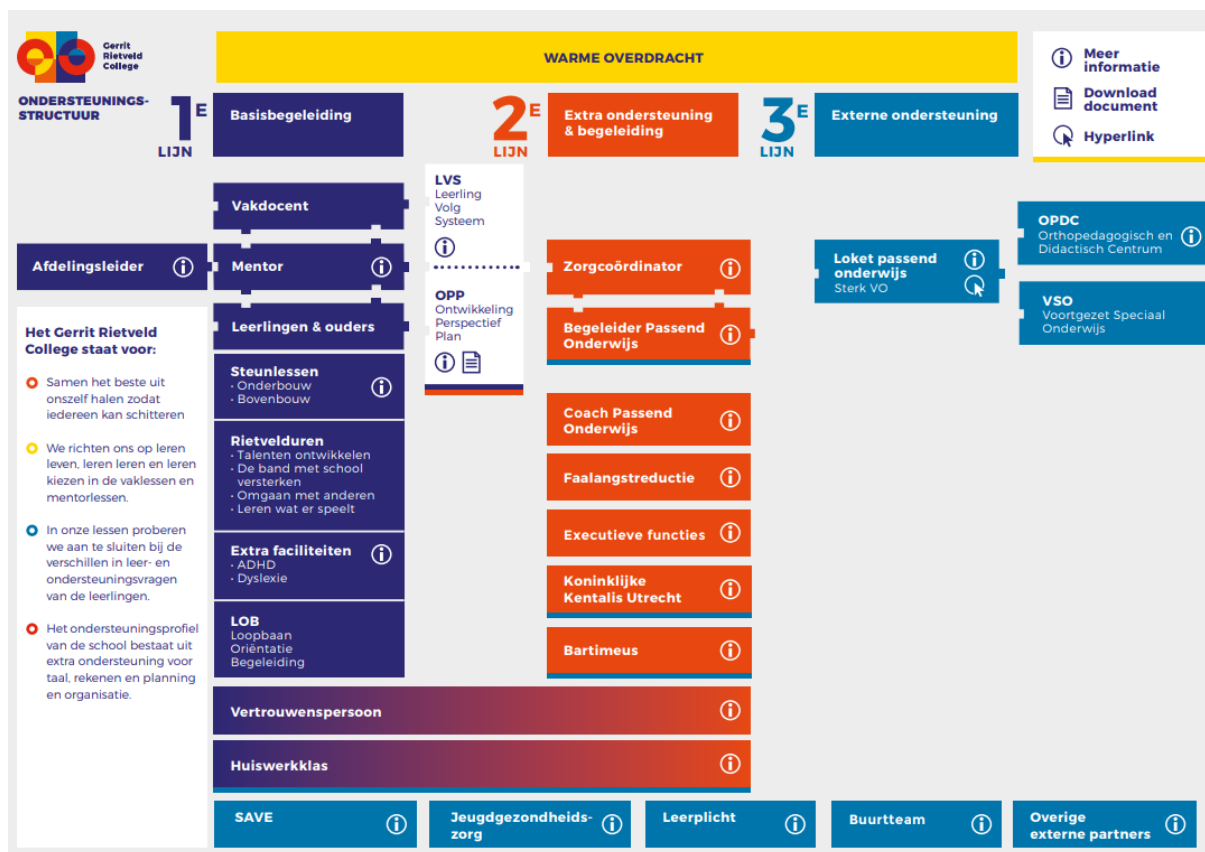 Gerrit
Rietveld
College
ONDERSTEUNINGS-
STRUCTUUR
WARME OVERDRACHT
Meer
informatie
Download
document
Hyperlink
1E
LIJN
Basisbegeleiding
2E
LIJN
Extra ondersteuning
& begeleiding
3E
LIJN
Externe ondersteuning
Afdelingsleider
Het Gerrit Rietveld
College staat voor:
Samen het beste uit
onszelf halen zodat
iedereen kan schitteren
We richten ons op leren
leven, leren leren en leren
kiezen in de vaklessen en
mentorlessen.
In onze lessen proberen
we aan te sluiten bij de
verschillen in leer- en
ondersteuningsvragen
van de leerlingen.
Het ondersteuningsprofiel
van de school bestaat uit
extra ondersteuning voor
taal, rekenen en planning
en organisatie.
Vakdocent
Mentor
Leerlingen & ouders
Steunlessen
· Onderbouw
· Bovenbouw
Rietvelduren
· Talenten ontwikkelen
· De band met school
versterken
· Omgaan met anderen
· Leren wat er speelt
Extra faciliteiten
· ADHD
· Dyslexie
LOB
Loopbaan
Oriëntatie
Begeleiding
LVS
Leerling
Volg
Systeem
OPP
Ontwikkeling
Perspectief
Plan
Zorgcoördinator
Begeleider Passend
Onderwijs
Coach Passend
Onderwijs
Faalangstreductie
Executieve functies
Koninklijke
Kentalis Utrecht
Bartimeus
Loket passend
onderwijs
Sterk VO
OPDC
Orthopedagogisch en
Didactisch Centrum
VSO
Voortgezet Speciaal
Onderwijs
Vertrouwenspersoon
Huiswerkklas
SAVE
Jeugdgezondheids-
zorg
Leerplicht
Buurtteam
Overige
externe partners